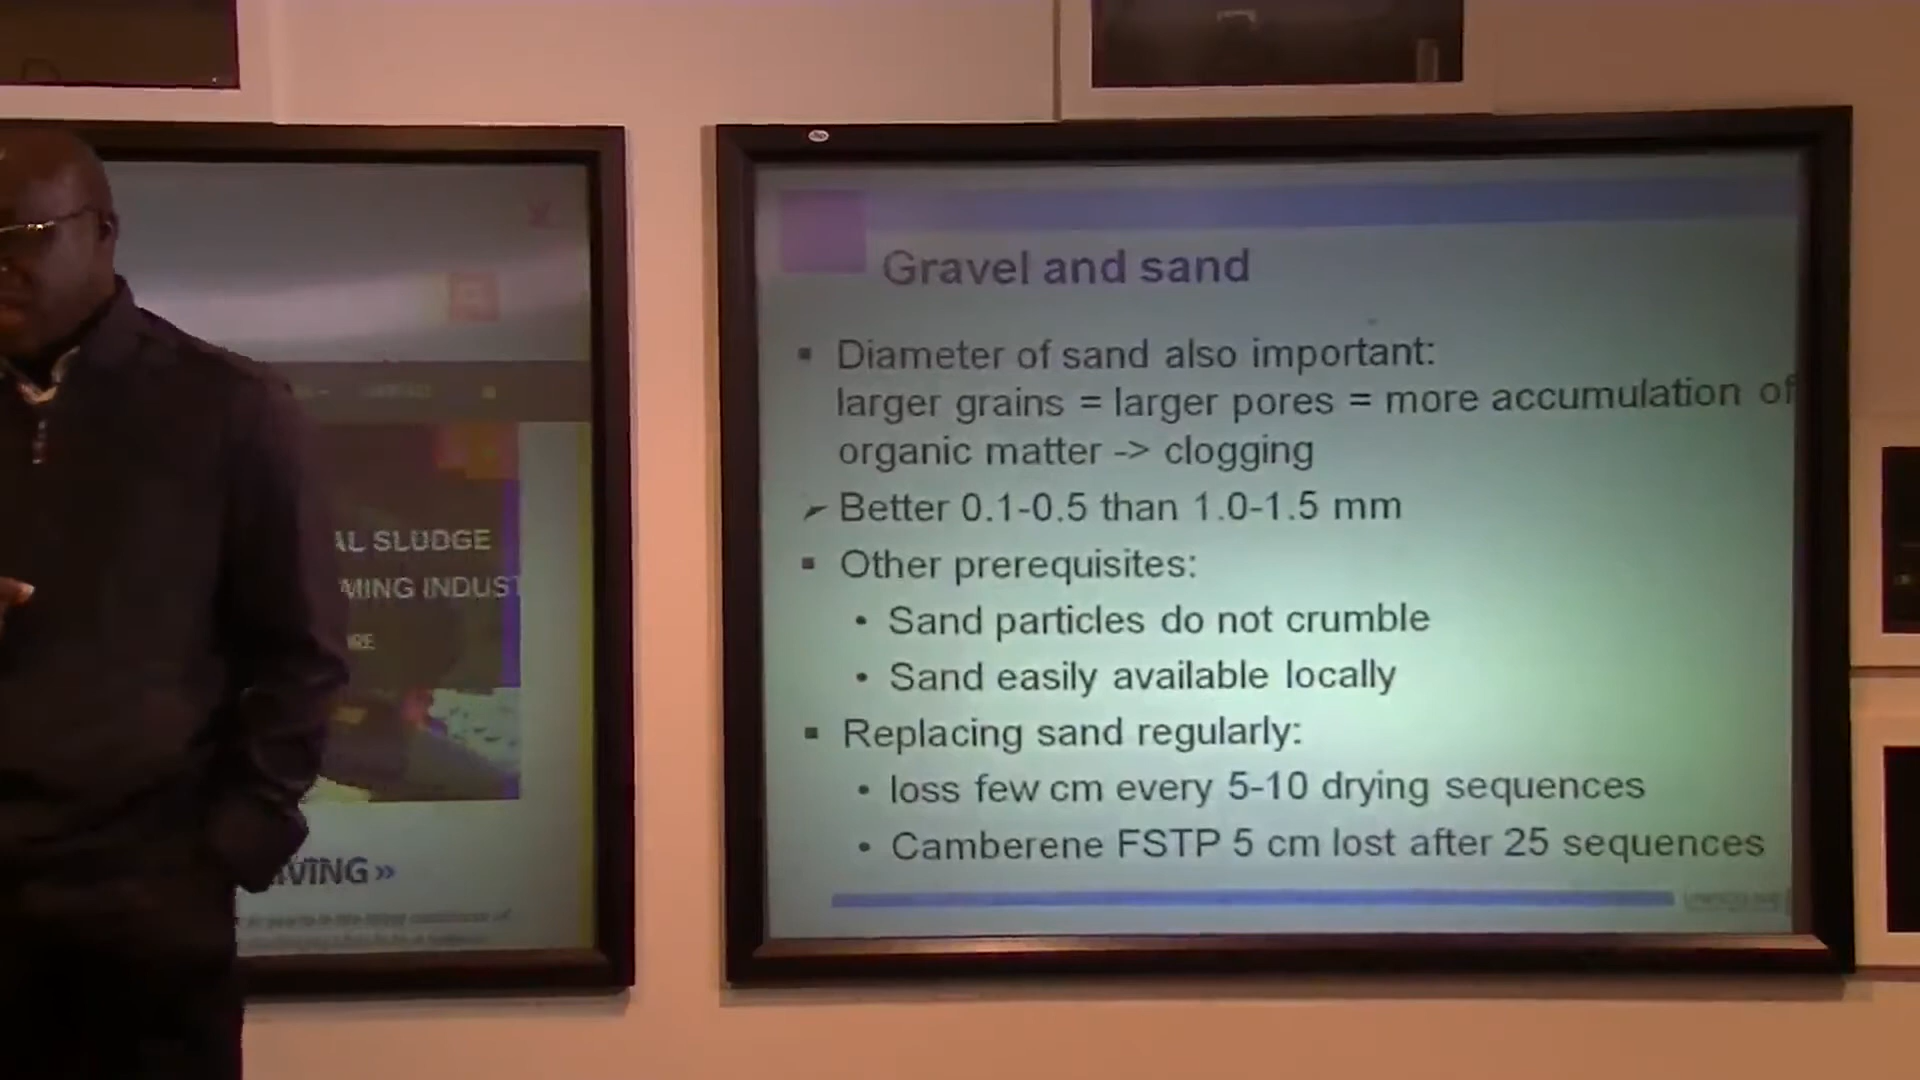 Gravel and sand
Diameter of sand also important:
larger grains = larger pores = more accumulation of
organic matter -> clogging
Better 0.1-0.5 than 1.0-1.5 mm
Other prerequisites:
Sand particles do not crumble
Sand easily available locally
Replacing sand regularly:
loss few cm every 5-10 drying sequences
Camberene FSTP 5 cm lost after 25 sequences
AL SLUDGE
MING INDUST
VING »